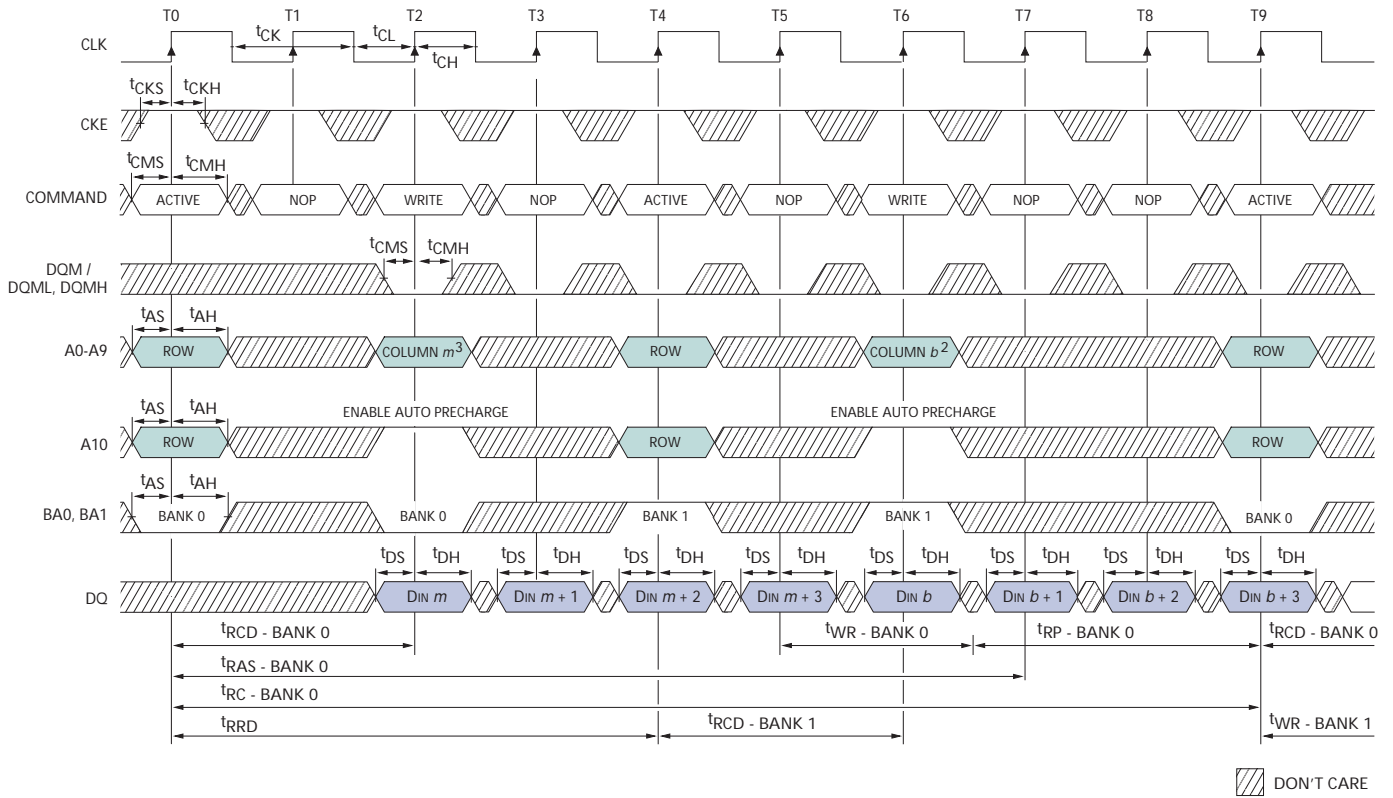 T0 T1 T2 T3 T4 T5 T6 T7 T8 T9
CLK tCK tCL tCH
tCKS tCKH
CKE
tCMS tCMH
COMMAND ACTIVE NOP WRITE NOP ACTIVE NOP WRITE NOP NOP ACTIVE
tCMS tCMH
DQM /
DQML, DQMH
tAS tAH
A0-A9 ROW COLUMN m3 ROW COLUMN b2 ROW
tAS tAH ENABLE AUTO PRECHARGE ENABLE AUTO PRECHARGE
A10 ROW ROW ROW
tAS tAH
BA0, BA1 BANK 0 BANK 0 BANK 1 BANK 1 BANK 0
tDS tDH tDS tDH tDS tDH tDS tDH tDS tDH tDS tDH tDS tDH tDS tDH
DQ DIN m DIN m + 1 DIN m + 2 DIN m + 3 DIN b DIN b + 1 DIN b + 2 DIN b + 3
tRCD - BANK 0 tWR - BANK 0 tRP - BANK 0 tRCD - BANK 0
tRAS - BANK 0
tRC - BANK 0
tRRD tRCD - BANK 1 tWR - BANK 1
DON'T CARE